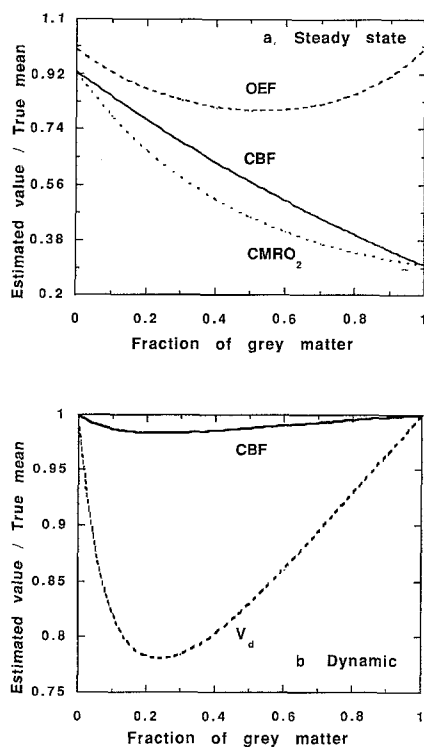 a. Steady state
1.1
0.92
0.74
0.56
0.38
0.2
Estimated value / True mean
OEF
CBF
CMRO2
0 0.2 0.4 0.6 0.8 1
Fraction of grey matter
1
0.95
0.9
0.85
0.8
0.75
Estimated value / True mean
CBF
Vd
b Dynamic
0 0.2 0.4 0.6 0.8 1
Fraction of grey matter